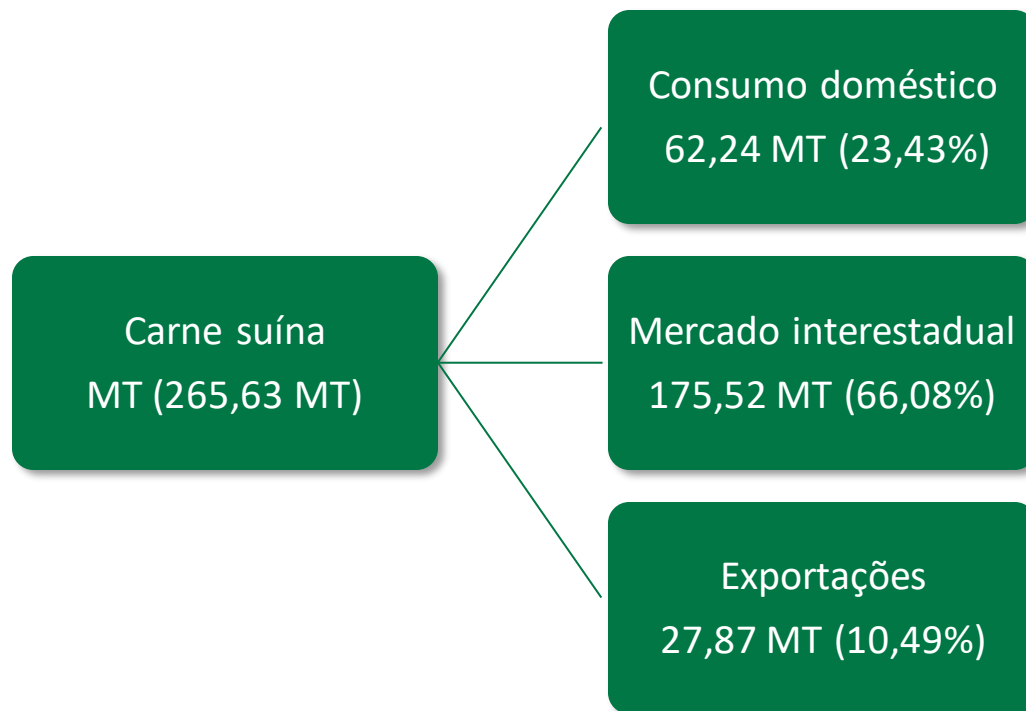 Consumo doméstico
62,24 MT (23,43%)
Carne suína
MT (265,63 MT)
Mercado interestadual
175,52 MT (66,08%)
Exportações
27,87 MT (10,49%)